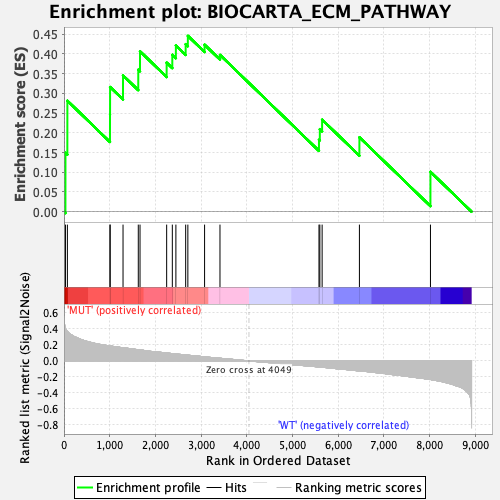 Enrichment plot: BIOCARTA_ECM_PATHWAY
Enrichment score (ES)
0.45
0.40
0.35
0.30
0.25
0.20
0.15
0.10
0.05
0.00
Ranked list metric (Signal2Noise)
0.6
0.4
0.2
0.0
-0.2
-0.4
-0.6
-0.8
'MUT' (positively correlated)
Zero cross at 4049
'WT' (negatively correlated)
0 1,000 2,000 3,000 4,000 5,000 6,000 7,000 8,000 9,000
Rank in Ordered Dataset
Enrichment profile Hits Ranking metric scores